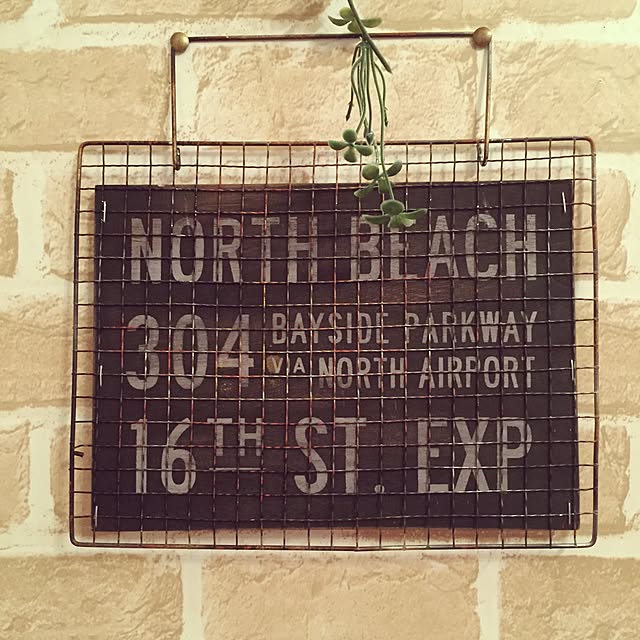 NORTH BEACH
304 BAYSIDE PARKWAY
VIA NORTH AIRPORT
16TH ST. EXP